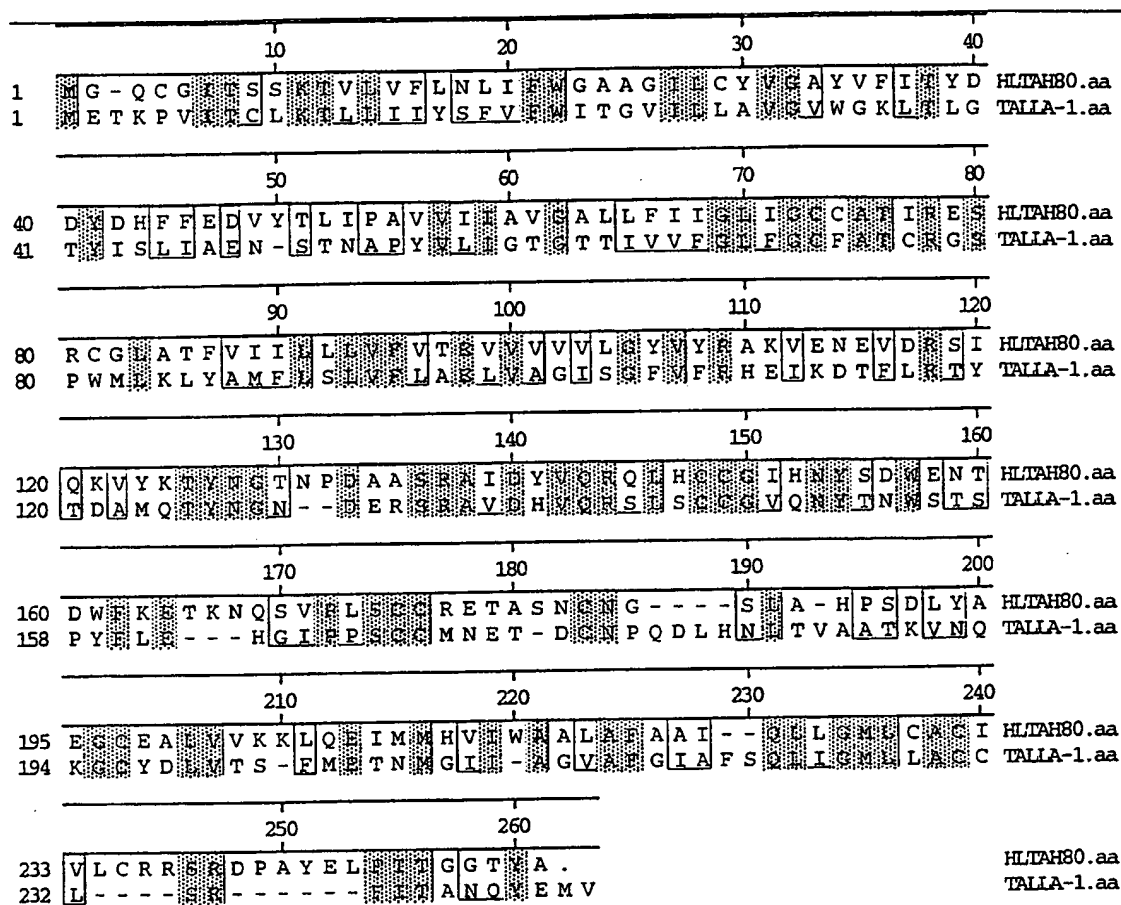 10 20 30 40
1 M G - Q C G I T S S K T V L V F L N L I F W G A A G I L C Y V G A Y V F I T Y D HLTAH80.aa
1 M E T K P V I T C L K T L L I I Y S F V F W I T G V I L L A V G V W G K L T L G TALLA-1.aa
50 60 70 80
40 D Y D H F F E D V Y T L I P A V V I I A V G A L L F I I G L I G C C A T I R E S HLTAH80.aa
41 T Y I S L I A E N - S T N A P Y V L I G T G T T I V V F G L F G C F A T C R G S TALLA-1.aa
90 100 110 120
80 R C G L A T F V I I L L L V F V T E V V V V V L G Y V Y R A K V E N E V D R S I HLTAH80.aa
80 P W M L K L Y A M F L S L V F L A E L V A G I S G F V F R H E I K D T F L R T Y TALLA-1.aa
130 140 150 160
120 Q K V Y K T Y N G T N P D A A S R A I D Y V Q R Q L H C C G I H N Y S D W E N T HLTAH80.aa
120 T D A M Q T Y N G N - - D E R S R A V D H V Q R S L S C C G V Q N Y T N W S T S TALLA-1.aa
170 180 190 200
160 D W F K E T K N Q S V P L S C C R E T A S N C N G - - - - S L A - H P S D L Y A HLTAH80.aa
158 P Y F L E - - - H G I P P S C C M N E T - D C N P Q D L H N L T V A A T K V N Q TALLA-1.aa
210 220 230 240
195 E G C E A L V V K K L Q E I M M H V I W A A L A F A A I - - Q L L G M L C A C I HLTAH80.aa
194 K G C Y D L V T S - F M E T N M G I I - A G V A F G I A F S Q L I G M L L A C C TALLA-1.aa
250 260
233 V L C R R S R D P A Y E L L I T G G T Y A . HLTAH80.aa
232 L - - - - S R - - - - - - F I T A N Q Y E M V TALLA-1.aa